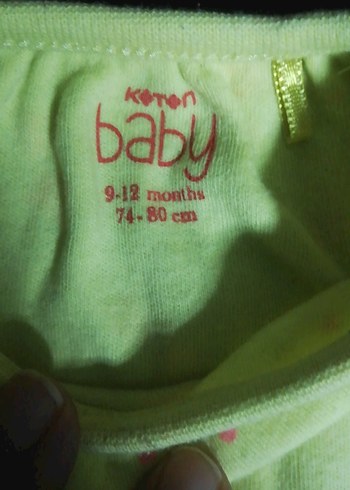 KOTON
baby
9-12 months
74-80 cm